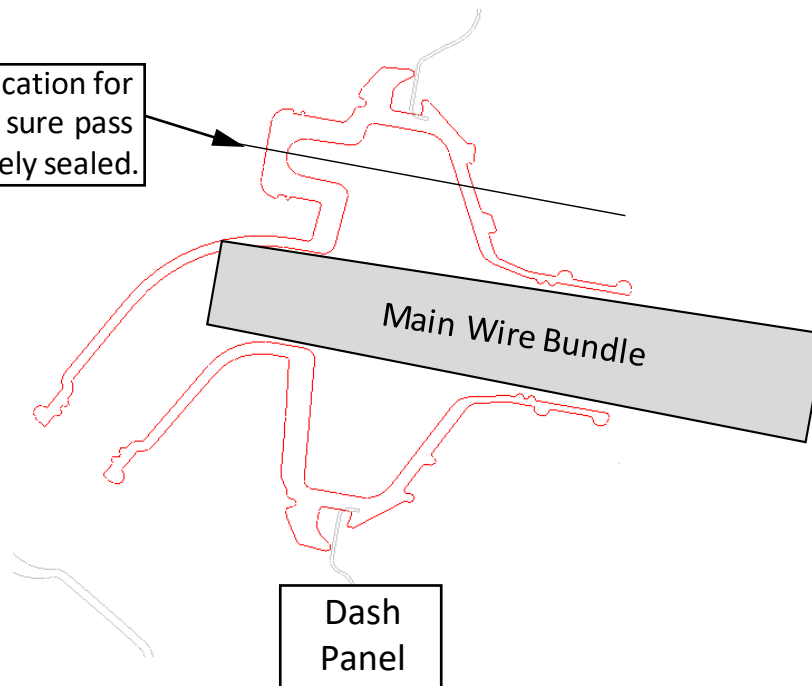 cation for
sure pass
ely sealed.
Main Wire Bundle
Dash
Panel